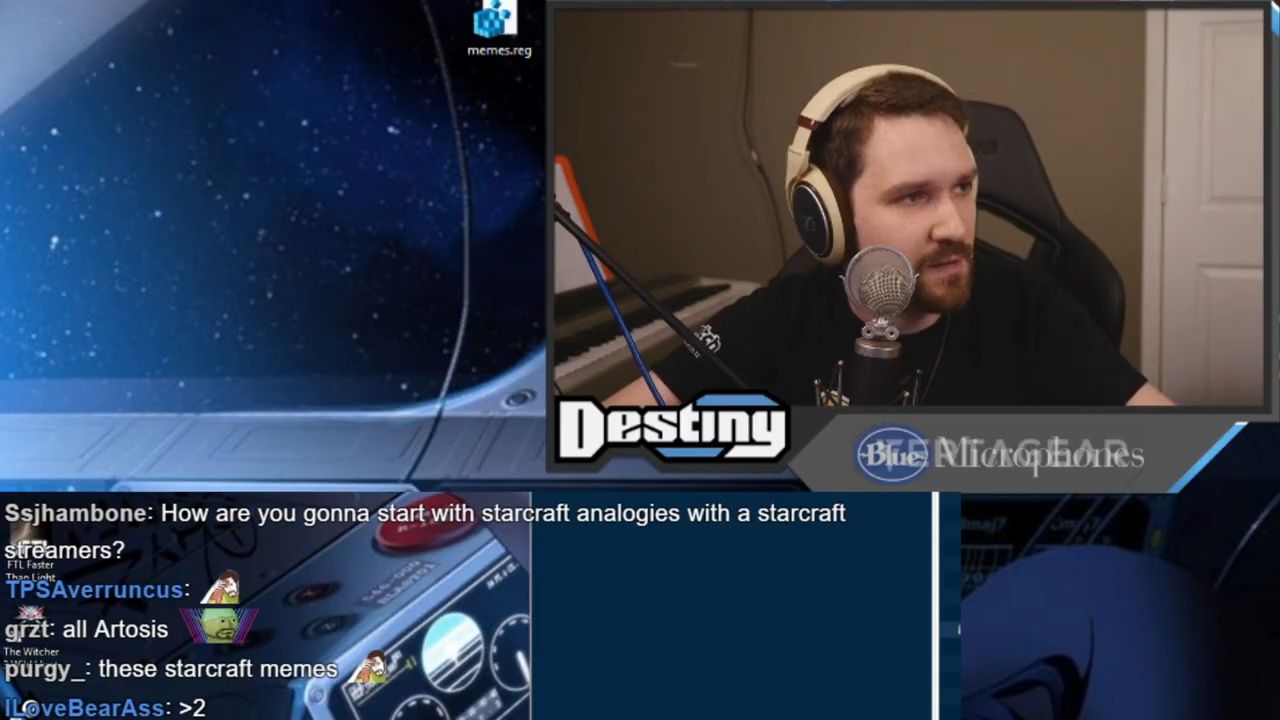 memes.reg
Destiny
Blue Microphones
VERTAGEAR
Ssjhambone: How are you gonna start with starcraft analogies with a starcraft
streamers?
FTL Faster
Than Light
TPSAverruncus:
grzt: all Artosis
The Witcher
purgy_: these starcraft memes
ILoveBearAss: >2